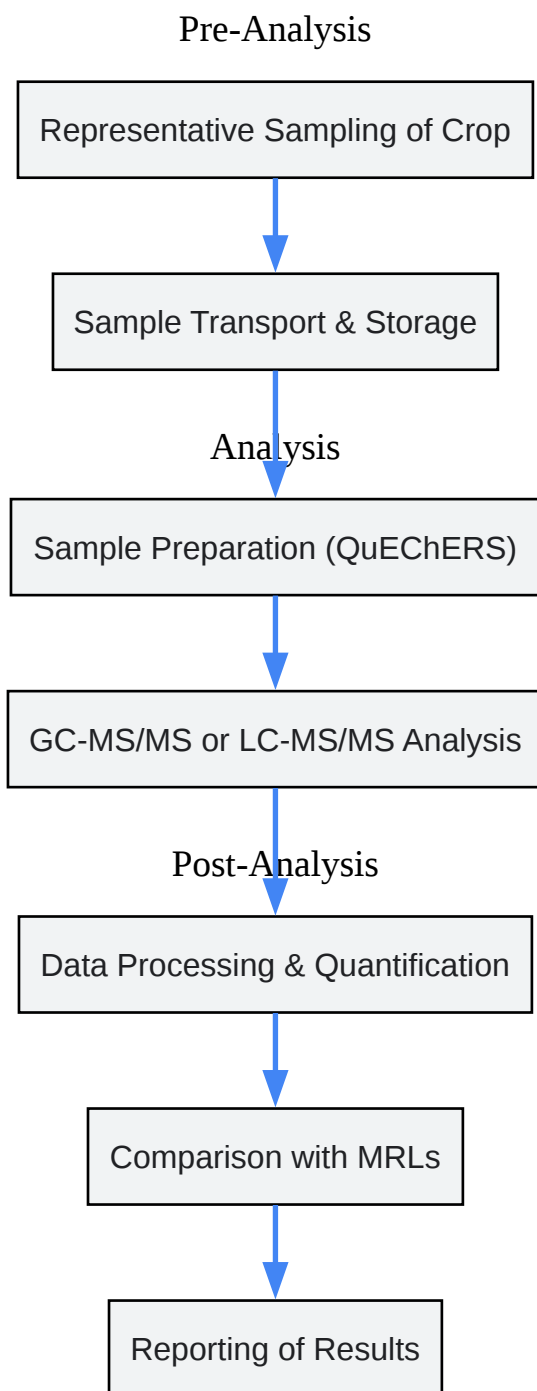 Pre-Analysis
Representative Sampling of Crop
Sample Transport & Storage
Analysis
Sample Preparation (QuEChERS)
GC-MS/MS or LC-MS/MS Analysis
Post-Analysis
Data Processing & Quantification
Comparison with MRLs
Reporting of Results